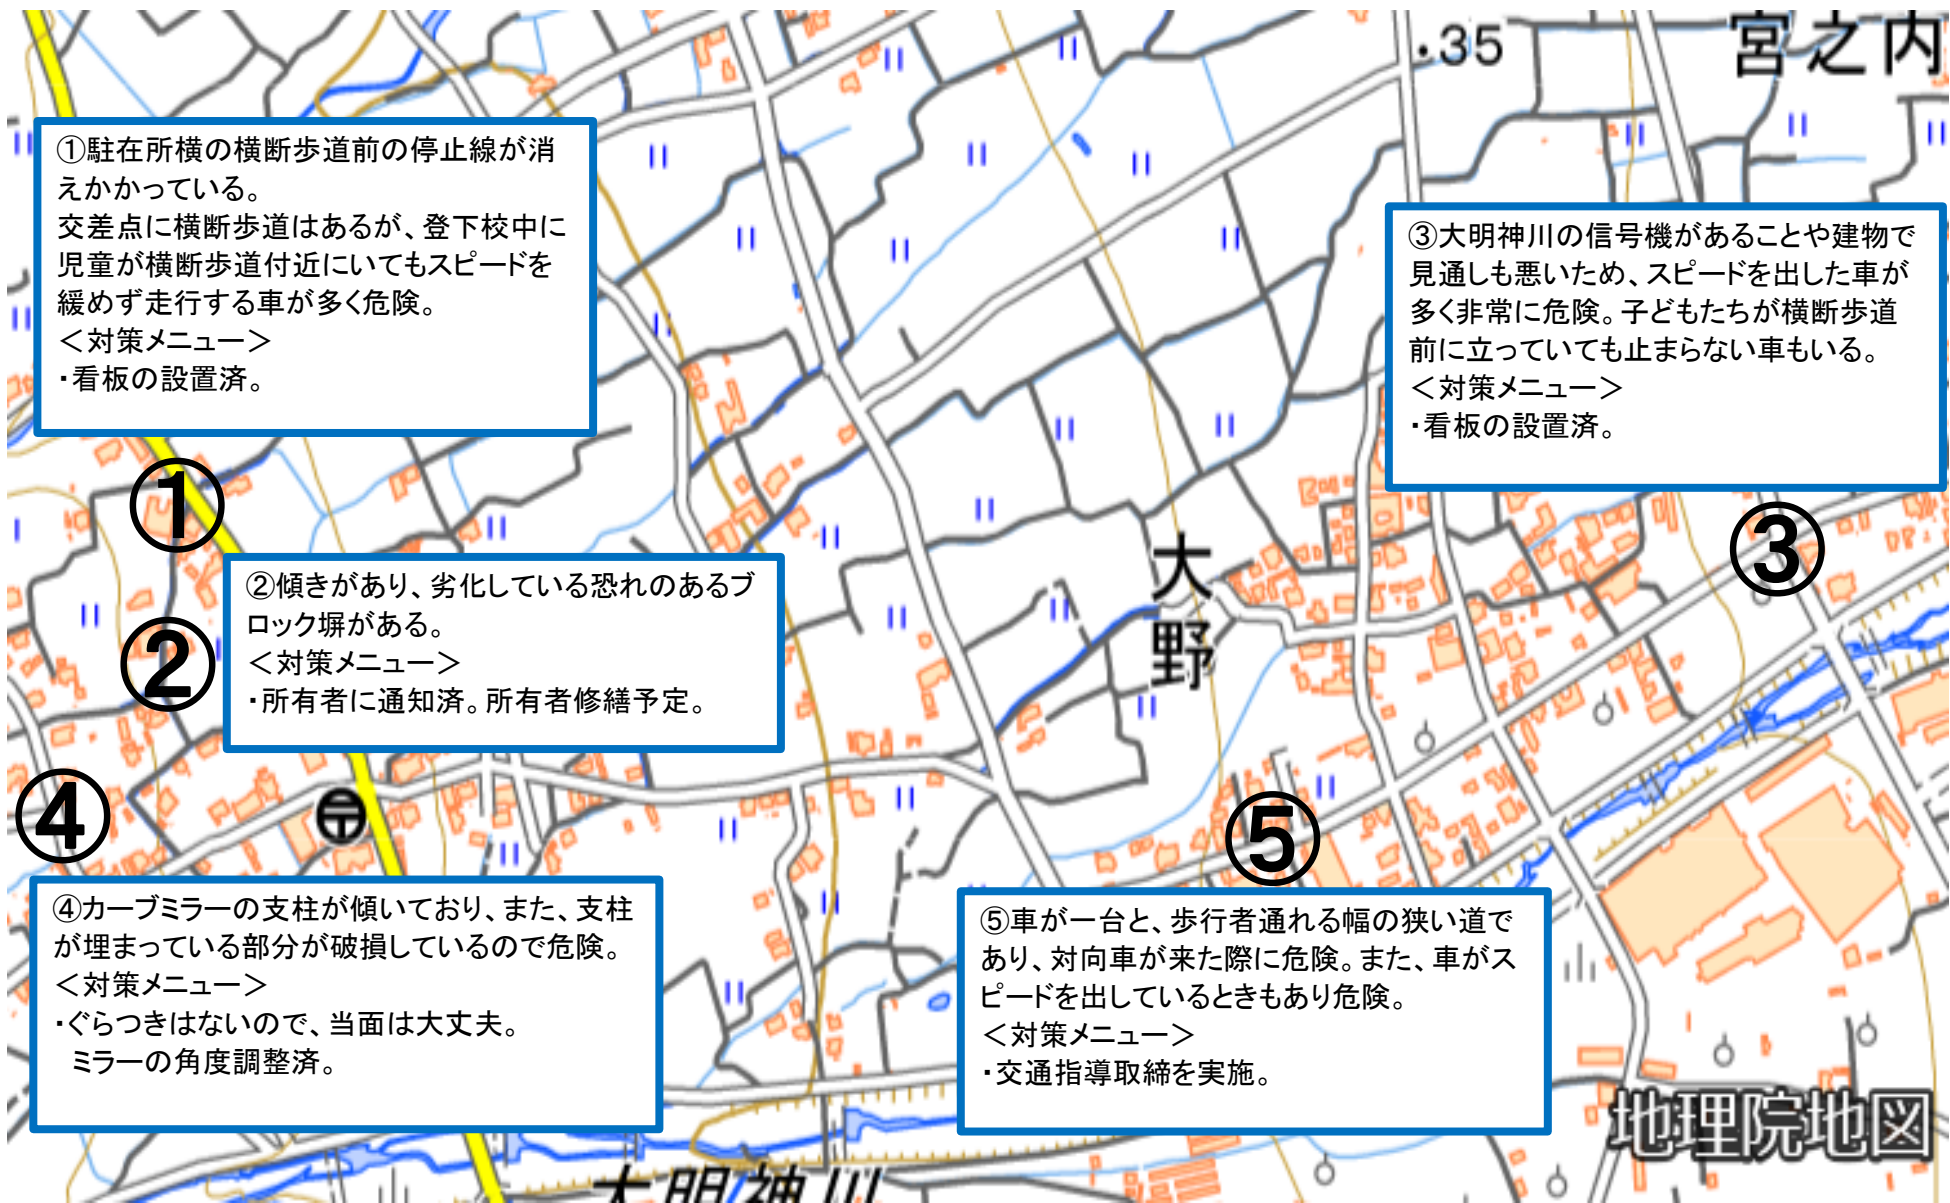 ・35
宮之内
①駐在所横の横断歩道前の停止線が消
えかかっている。
交差点に横断歩道はあるが、登下校中に
児童が横断歩道付近にいてもスピードを
緩めず走行する車が多く危険。
＜対策メニュー＞
・看板の設置済。
③大明神川の信号機があることや建物で
見通しも悪いため、スピードを出した車が
多く非常に危険。子どもたちが横断歩道
前に立っていても止まらない車もいる。
＜対策メニュー＞
・看板の設置済。
①
③
②傾きがあり、劣化している恐れのあるブ
ロック塀がある。
＜対策メニュー＞
・所有者に通知済。所有者修繕予定。
大野
②
④
⑤
④カーブミラーの支柱が傾いており、また、支柱
が埋まっている部分が破損しているので危険。
＜対策メニュー＞
・ぐらつきはないので、当面は大丈夫。
ミラーの角度調整済。
⑤車が一台と、歩行者通れる幅の狭い道で
あり、対向車が来た際に危険。また、車がス
ピードを出しているときもあり危険。
＜対策メニュー＞
・交通指導取締を実施。
地理院地図
大明神川